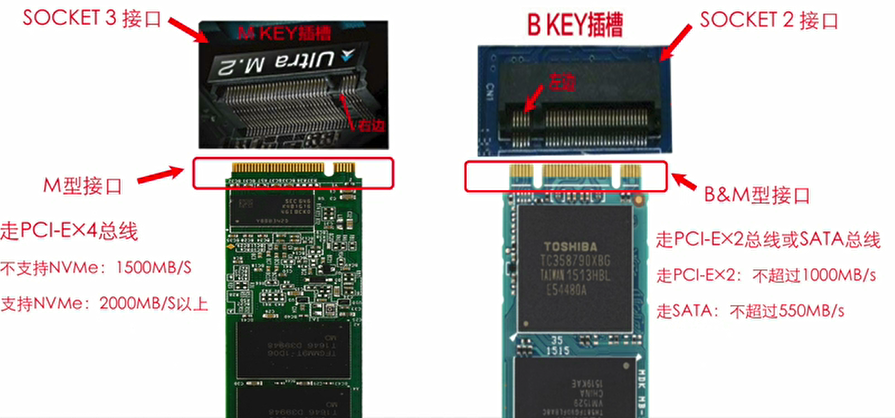 SOCKET 3 接口
M KEY插槽
Ultra M.2
右边
B KEY插槽
SOCKET 2 接口
CN1
左边
M型接口
B&M型接口
走PCI-E×4总线
不支持NVMe：1500MB/S
支持NVMe：2000MB/S以上
走PCI-E×2总线或SATA总线
走PCI-E×2：不超过1000MB/s
走SATA：不超过550MB/s
TOSHIBA
TC358790XBG
TAIWAN 1513HBL
E54480A
35
1515
1519KAE
CHINA